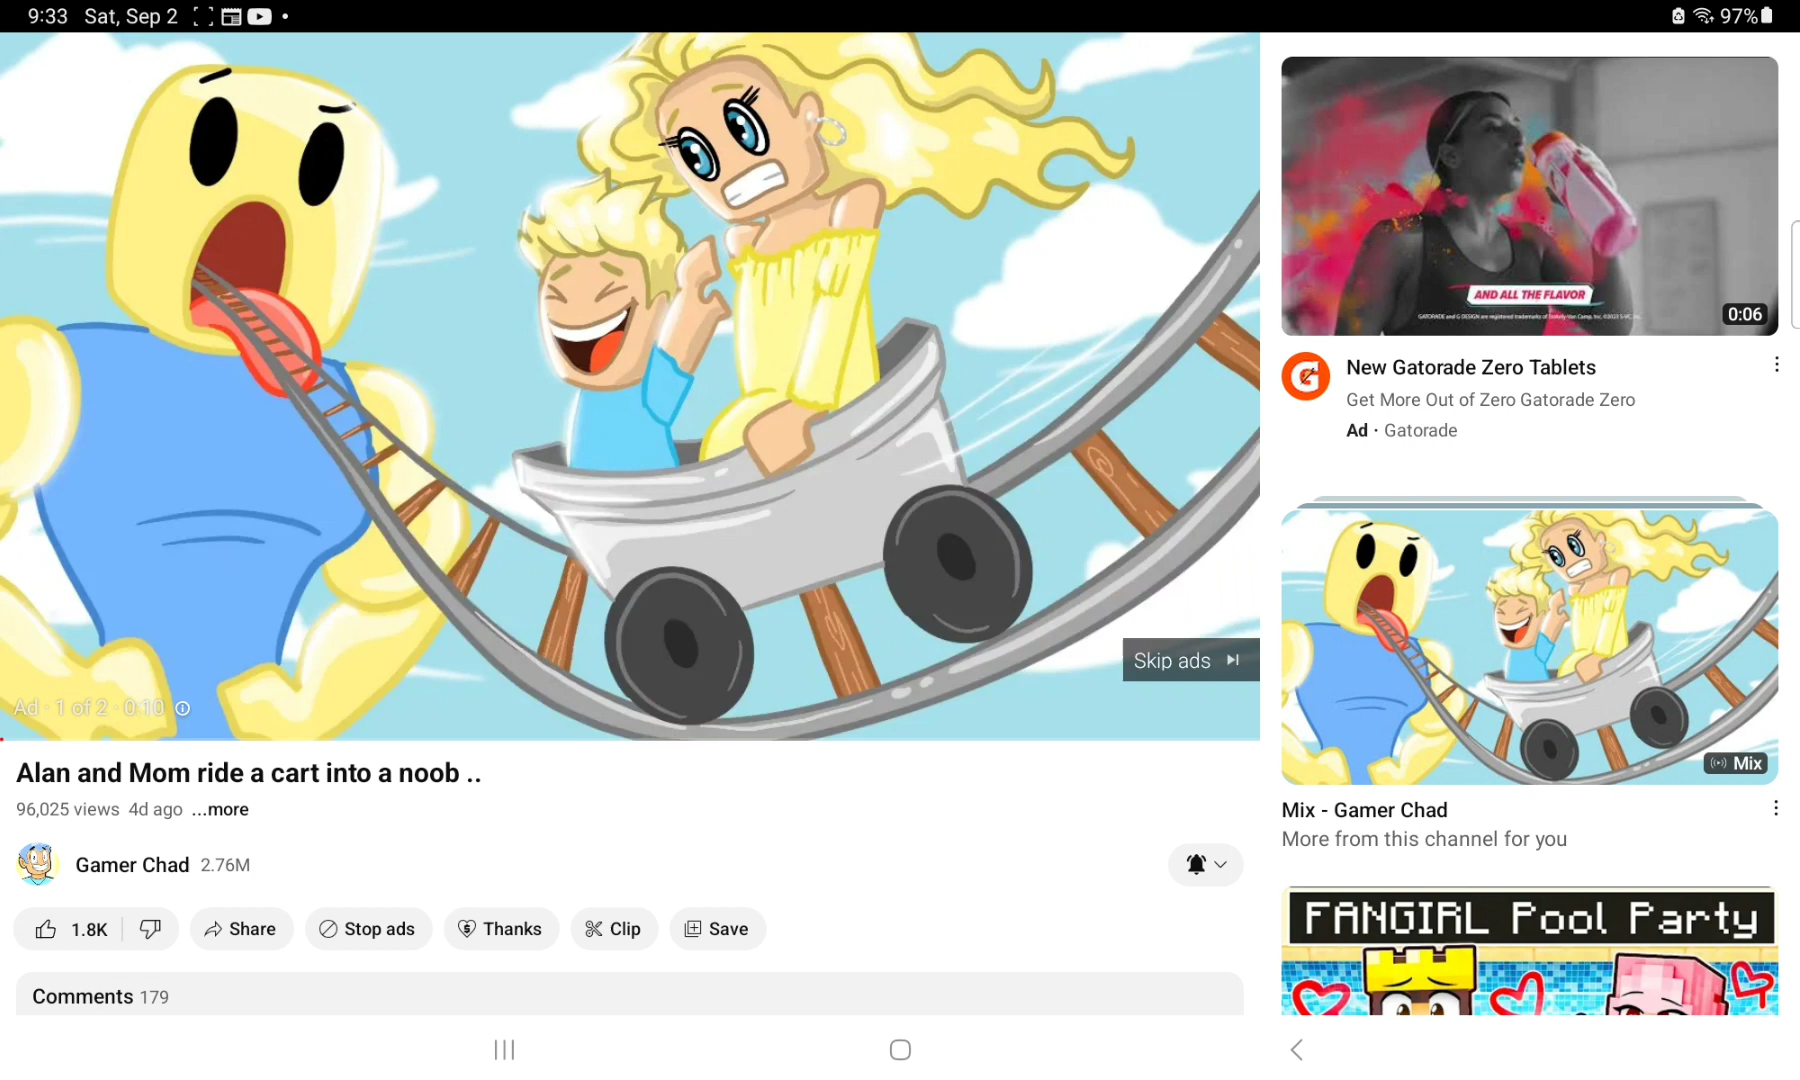 9:33 Sat, Sep 2
97%
Skip ads
Ad · 1 of 2 · 0:10
Alan and Mom ride a cart into a noob ..
96,025 views 4d ago ...more
Gamer Chad 2.76M
1.8K
Share
Stop ads
Thanks
Clip
Save
Comments 179
AND ALL THE FLAVOR
0:06
New Gatorade Zero Tablets
Get More Out of Zero Gatorade Zero
Ad · Gatorade
Mix
Mix - Gamer Chad
More from this channel for you
FANGIRL Pool Party